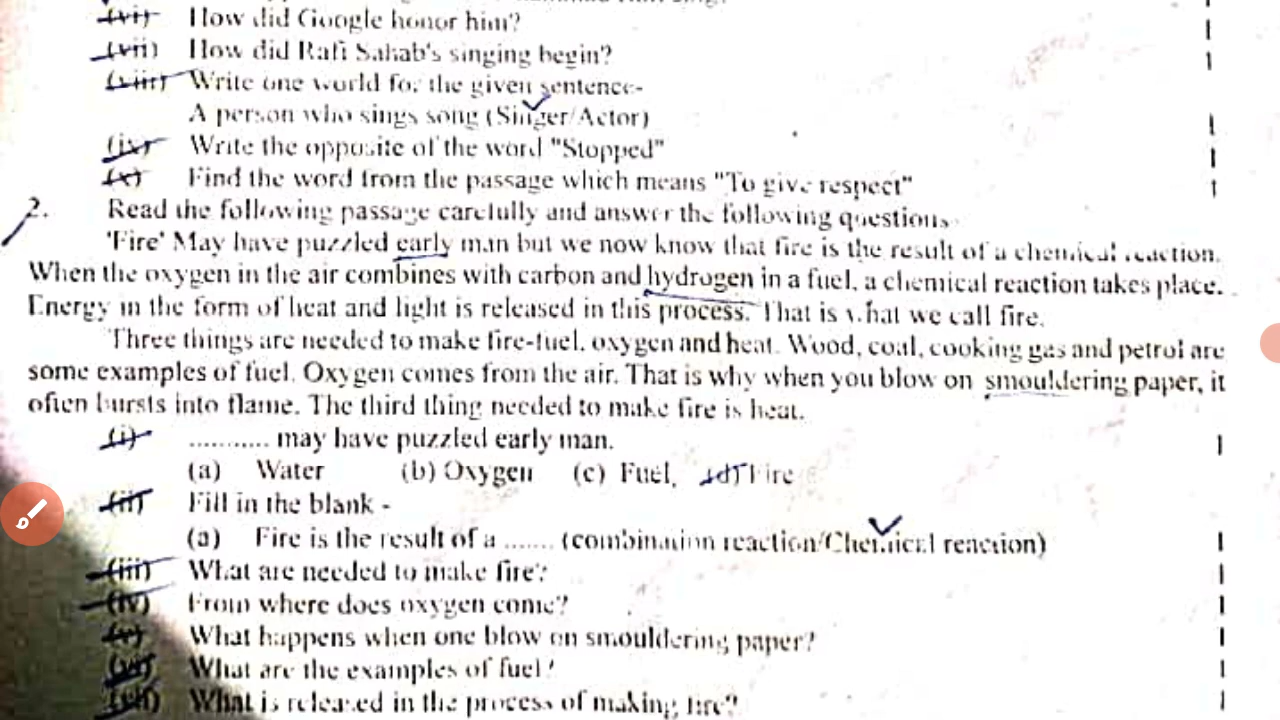 (vi) How did Google honor him?
(vii) How did Rafi Sahab's singing begin?
(viii) Write one world for the given sentence-
A person who sings song (Singer/Actor)
(ix) Write the opposite of the word "Stopped"
(x) Find the word from the passage which means "To give respect"
2. Read the following passage carefully and answer the following questions
'Fire' May have puzzled early man but we now know that fire is the result of a chemical reaction.
When the oxygen in the air combines with carbon and hydrogen in a fuel, a chemical reaction takes place.
Energy in the form of heat and light is released in this process. That is what we call fire.
Three things are needed to make fire-fuel, oxygen and heat. Wood, coal, cooking gas and petrol are
some examples of fuel. Oxygen comes from the air. That is why when you blow on smouldering paper, it
often bursts into flame. The third thing needed to make fire is heat.
(i) ........... may have puzzled early man. 1
(a) Water (b) Oxygen (c) Fuel, (d) Fire
(ii) Fill in the blank -
(a) Fire is the result of a ....... (combination reaction/Chemical reaction) 1
(iii) What are needed to make fire? 1
(iv) From where does oxygen come? 1
(v) What happens when one blow on smouldering paper? 1
(vi) What are the examples of fuel? 1
(vii) What is released in the process of making fire? 1